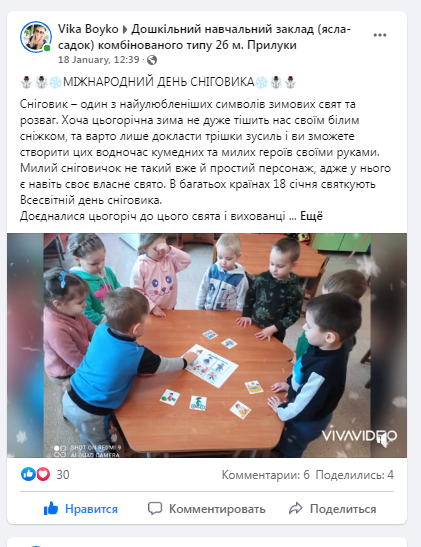 Vika Boyko ▸ Дошкільний навчальний заклад (ясла-
садок) комбінованого типу 26 м. Прилуки
18 January, 12:39 ·
⛄⛄❄МІЖНАРОДНИЙ ДЕНЬ СНІГОВИКА❄⛄⛄
Сніговик – один з найулюбленіших символів зимових свят та
розваг. Хоча цьогорічна зима не дуже тішить нас своїм білим
сніжком, та варто лише докласти трішки зусиль і ви зможете
створити цих водночас кумедних та милих героїв своїми руками.
Милий сніговичок не такий вже й простий персонаж, адже у нього
є навіть своє власне свято. В багатьох країнах 18 січня святкують
Всесвітній день сніговика.
Доєдналися цьогоріч до цього свята і вихованці ... Ещё
SHOT ON REDMI 9
AI QUAD CAMERA
VIVAVIDEO
30
Комментарии: 6 Поделились: 4
Нравится Комментировать Поделиться